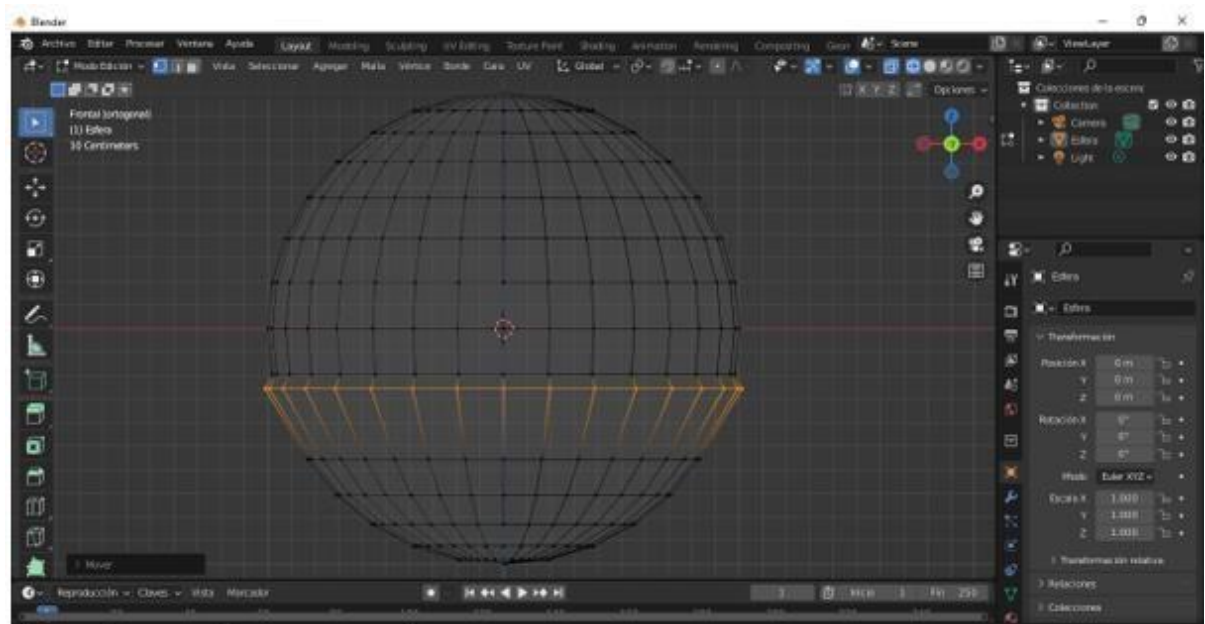 Blender
Archivo Editar Procesar Ventana Ayuda Layout Modeling Sculpting UV Editing Texture Paint Shading Animation Rendering Compositing Geom Scene ViewLayer
Modo Edición Vista Seleccionar Agregar Malla Vértice Borde Cara UV Global
X Y Z Opciones
Frontal (ortogonal)
(1) Esfera
10 Centimeters
Colecciones de la escena
Collection
Camera
Esfera
Light
Esfera
Esfera
Transformación
Posición X 0 m
Y 0 m
Z 0 m
Rotación X 0°
Y 0°
Z 0°
Modo Euler XYZ
Escala X 1.000
Y 1.000
Z 1.000
Transformación relativa
Relaciones
Colecciones
Mover
Reproducción Claves Vista Marcador 1 Inicio 1 Fin 250